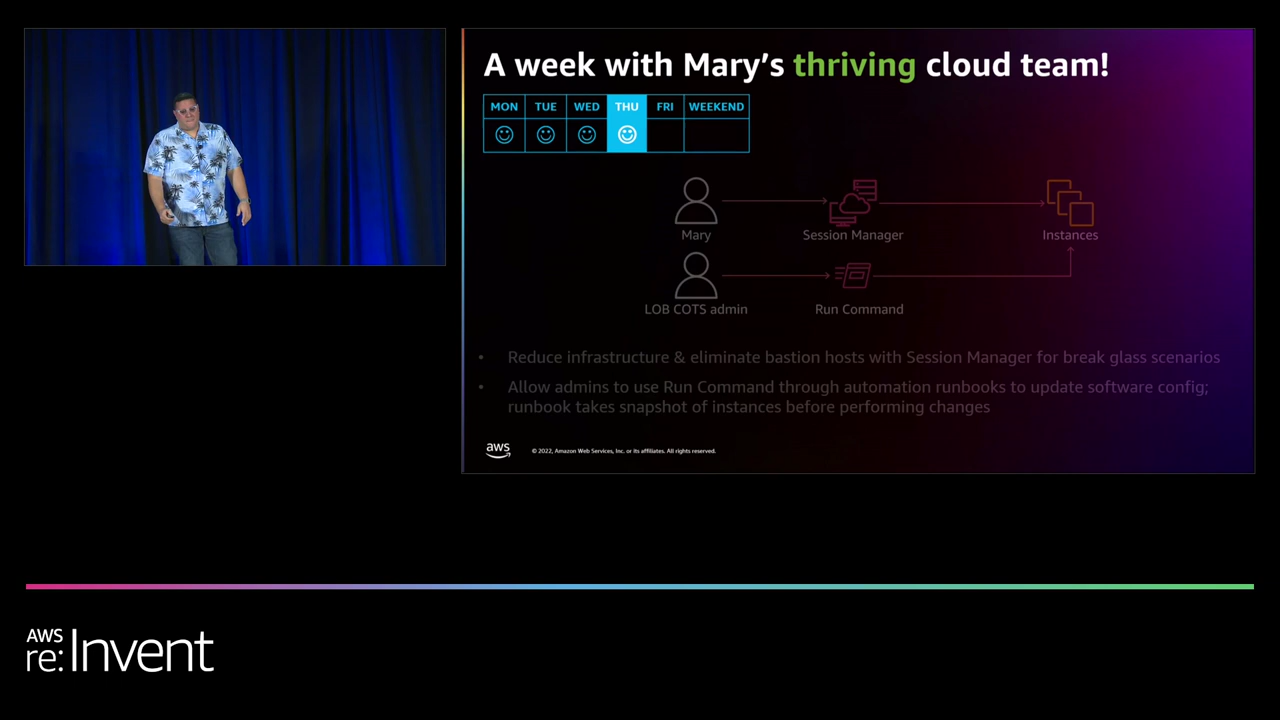 A week with Mary's thriving cloud team!
MON TUE WED THU FRI WEEKEND
Mary Session Manager Instances
LOB COTS admin Run Command
• Reduce infrastructure & eliminate bastion hosts with Session Manager for break glass scenarios
• Allow admins to use Run Command through automation runbooks to update software config;
runbook takes snapshot of instances before performing changes
aws © 2022, Amazon Web Services, Inc. or its affiliates. All rights reserved.
AWS
re:Invent